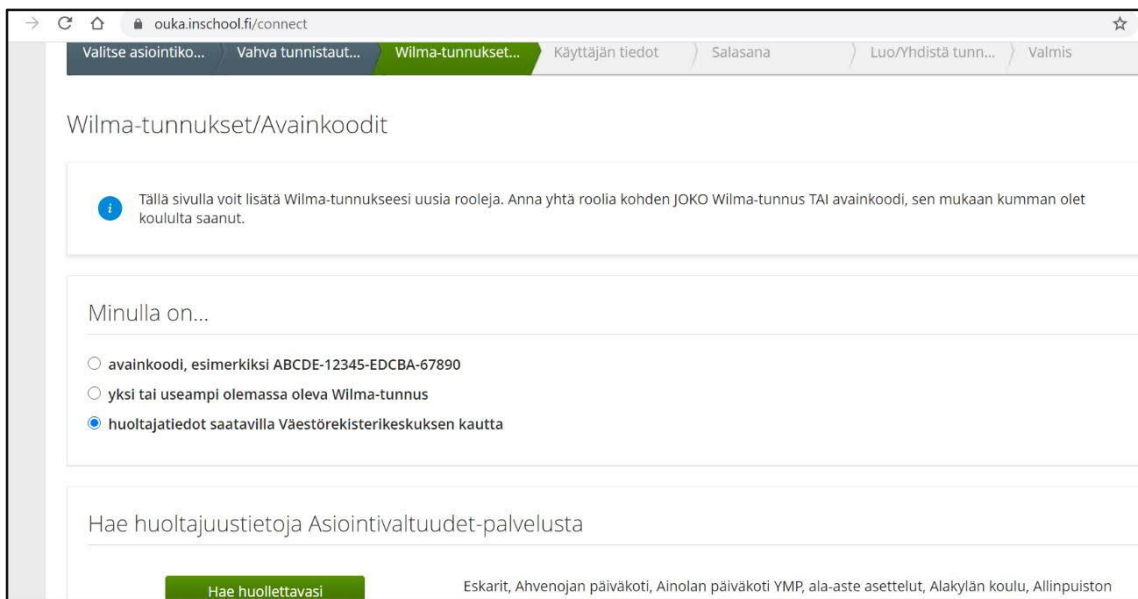 ouka.inschool.fi/connect
Valitse asiointiko... Vahva tunnistaut... Wilma-tunnukset... Käyttäjän tiedot Salasana Luo/Yhdistä tunn... Valmis
Wilma-tunnukset/Avainkoodit
Tällä sivulla voit lisätä Wilma-tunnukseesi uusia rooleja. Anna yhtä roolia kohden JOKO Wilma-tunnus TAI avainkoodi, sen mukaan kumman olet
koululta saanut.
Minulla on...
avainkoodi, esimerkiksi ABCDE-12345-EDCBA-67890
yksi tai useampi olemassa oleva Wilma-tunnus
huoltajatiedot saatavilla Väestörekisterikeskuksen kautta
Hae huoltajuustietoja Asiointivaltuudet-palvelusta
Hae huollettavasi Eskarit, Ahvenojan päiväkoti, Ainolan päiväkoti YMP, ala-aste asettelut, Alakylän koulu, Allinpuiston